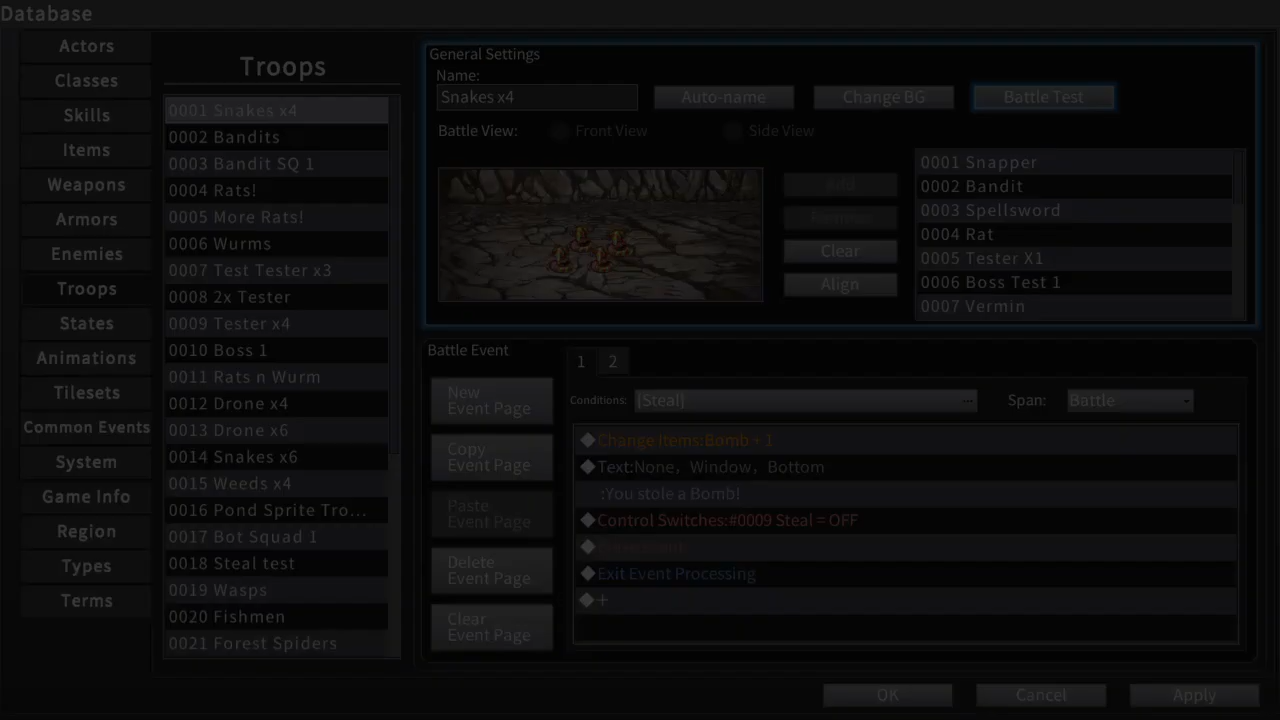 Database
Actors
Classes
Skills
Items
Weapons
Armors
Enemies
Troops
States
Animations
Tilesets
Common Events
System
Game Info
Region
Types
Terms
Troops
0001 Snakes x4
0002 Bandits
0003 Bandit SQ 1
0004 Rats!
0005 More Rats!
0006 Wurms
0007 Test Tester x3
0008 2x Tester
0009 Tester x4
0010 Boss 1
0011 Rats n Wurm
0012 Drone x4
0013 Drone x6
0014 Snakes x6
0015 Weeds x4
0016 Pond Sprite Tro...
0017 Bot Squad 1
0018 Steal test
0019 Wasps
0020 Fishmen
0021 Forest Spiders
General Settings
Name:
Snakes x4
Auto-name
Change BG
Battle Test
Battle View:
Front View
Side View
Add
Remove
Clear
Align
0001 Snapper
0002 Bandit
0003 Spellsword
0004 Rat
0005 Tester X1
0006 Boss Test 1
0007 Vermin
Battle Event
New
Event Page
Copy
Event Page
Paste
Event Page
Delete
Event Page
Clear
Event Page
1 2
Conditions: [Steal] ...
Span: Battle
◆Change Items:Bomb + 1
◆Text:None, Window, Bottom
:You stole a Bomb!
◆Control Switches:#0009 Steal = OFF
◆Exit Event Processing
◆+
OK
Cancel
Apply